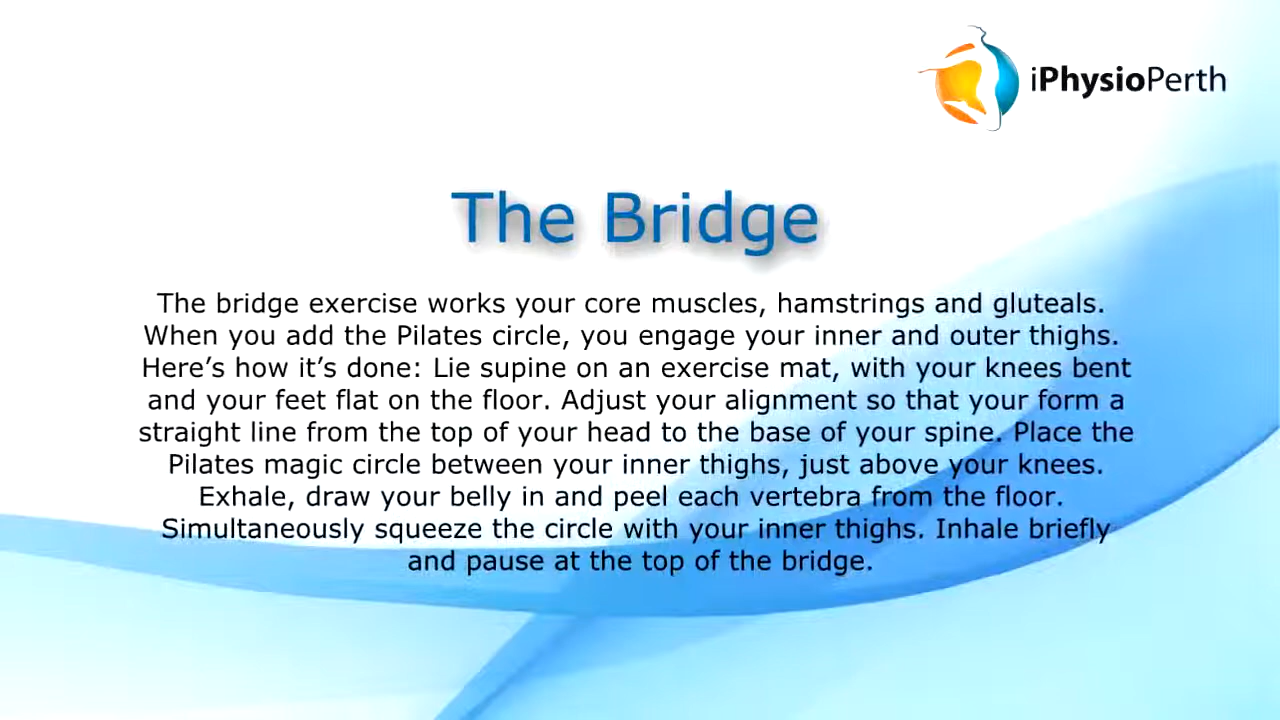 iPhysioPerth
The Bridge
The bridge exercise works your core muscles, hamstrings and gluteals.
When you add the Pilates circle, you engage your inner and outer thighs.
Here’s how it’s done: Lie supine on an exercise mat, with your knees bent
and your feet flat on the floor. Adjust your alignment so that your form a
straight line from the top of your head to the base of your spine. Place the
Pilates magic circle between your inner thighs, just above your knees.
Exhale, draw your belly in and peel each vertebra from the floor.
Simultaneously squeeze the circle with your inner thighs. Inhale briefly
and pause at the top of the bridge.